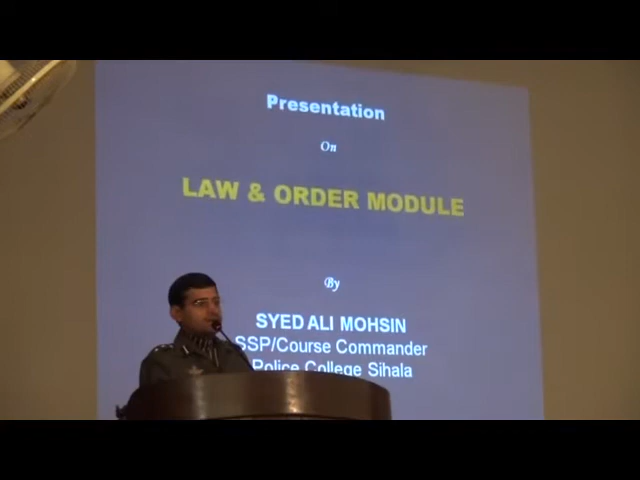 Presentation
On
LAW & ORDER MODULE
By
SYED ALI MOHSIN
SSP/Course Commander
Police College Sihala